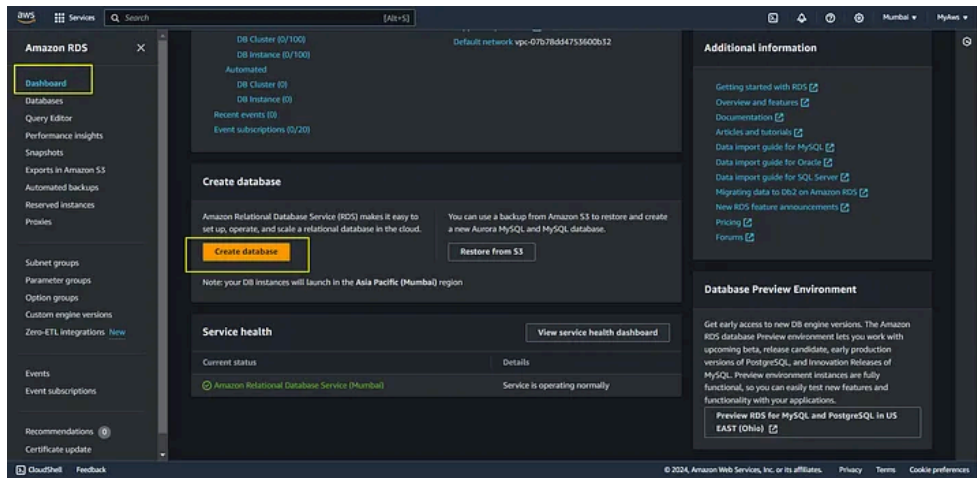 aws
Services
Search
[Alt+S]
Mumbai
MyAws
Amazon RDS
Dashboard
Databases
Query Editor
Performance insights
Snapshots
Exports in Amazon S3
Automated backups
Reserved instances
Proxies
Subnet groups
Parameter groups
Option groups
Custom engine versions
Zero-ETL integrations New
Events
Event subscriptions
Recommendations 0
Certificate update
DB Cluster (0/100)
DB Instance (0/100)
Automated
DB Cluster (0)
DB Instance (0)
Recent events (0)
Event subscriptions (0/20)
Default network vpc-07b78dd4753600b32
Create database
Amazon Relational Database Service (RDS) makes it easy to
set up, operate, and scale a relational database in the cloud.
Create database
You can use a backup from Amazon S3 to restore and create
a new Aurora MySQL and MySQL database.
Restore from S3
Note: your DB instances will launch in the Asia Pacific (Mumbai) region
Service health
View service health dashboard
Current status
Details
Amazon Relational Database Service (Mumbai)
Service is operating normally
Additional information
Getting started with RDS
Overview and features
Documentation
Articles and tutorials
Data import guide for MySQL
Data import guide for Oracle
Data import guide for SQL Server
Migrating data to Db2 on Amazon RDS
New RDS feature announcements
Pricing
Forums
Database Preview Environment
Get early access to new DB engine versions. The Amazon
RDS database Preview environment lets you work with
upcoming beta, release candidate, early production
versions of PostgreSQL, and Innovation Releases of
MySQL. Preview environment instances are fully
functional, so you can easily test new features and
functionality with your applications.
Preview RDS for MySQL and PostgreSQL in US
EAST (Ohio)
CloudShell
Feedback
© 2024, Amazon Web Services, Inc. or its affiliates.
Privacy
Terms
Cookie preferences